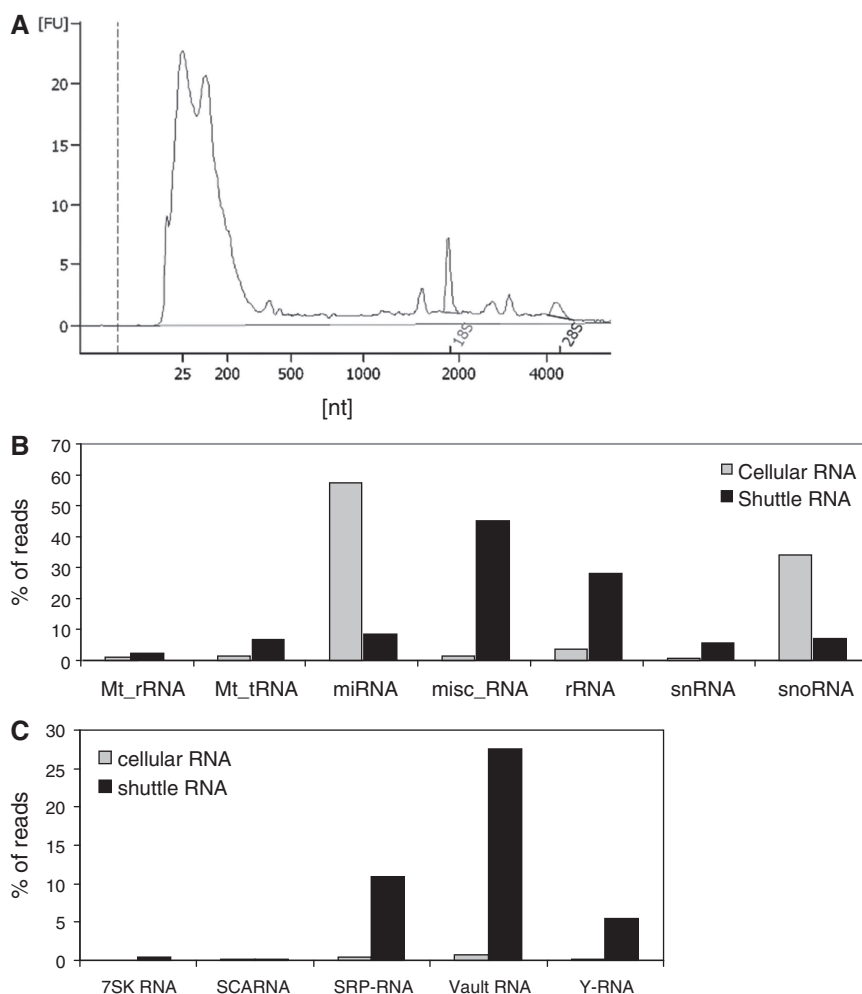 A
[FU]
20
15
10
5
0
18S
28S
25 200 500 1000 2000 4000
[nt]
B
70
60
50
40
30
20
10
0
% of reads
Cellular RNA
Shuttle RNA
Mt_rRNA Mt_tRNA miRNA misc_RNA rRNA snRNA snoRNA
C
30
25
20
15
10
5
0
% of reads
cellular RNA
shuttle RNA
7SK RNA SCARNA SRP-RNA Vault RNA Y-RNA